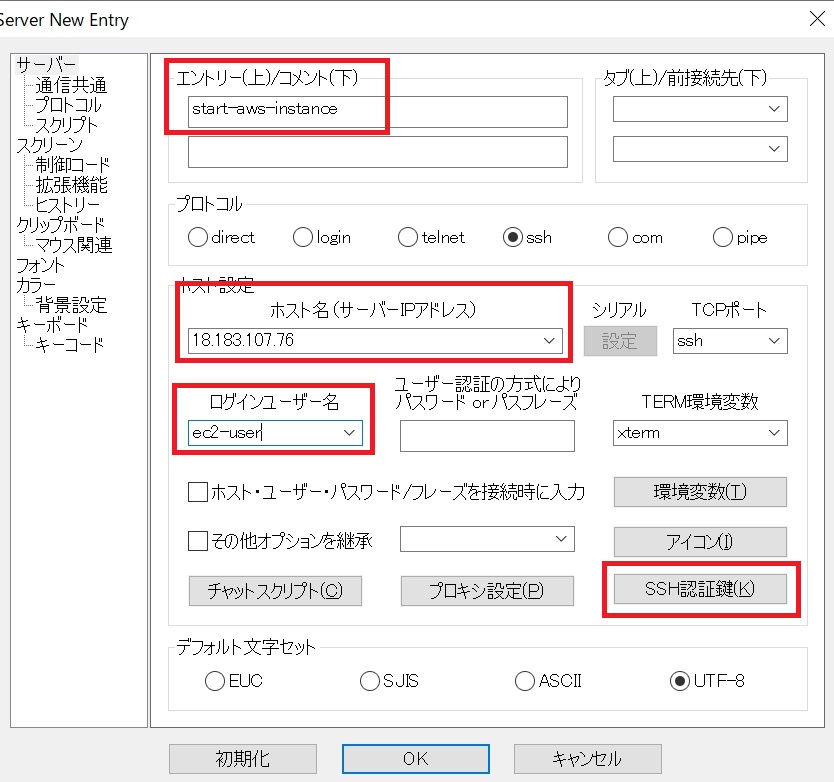 Server New Entry
サーバー
通信共通
プロトコル
スクリプト
スクリーン
制御コード
拡張機能
ヒストリー
クリップボード
マウス関連
フォント
カラー
背景設定
キーボード
キーコード
エントリー(上)/コメント(下)
start-aws-instance
タブ(上)/前接続先(下)
プロトコル
direct login telnet ssh com pipe
ホスト設定
ホスト名(サーバーIPアドレス) シリアル TCPポート
18.183.107.76 設定 ssh
ログインユーザー名
ユーザー認証の方式により
パスワード orパスフレーズ
TERM環境変数
ec2-user xterm
ホスト・ユーザー・パスワード/フレーズを接続時に入力 環境変数(T)
その他オプションを継承 アイコン(I)
チャットスクリプト(C) プロキシ設定(P) SSH認証鍵(K)
デフォルト文字セット
EUC SJIS ASCII UTF-8
初期化 OK キャンセル